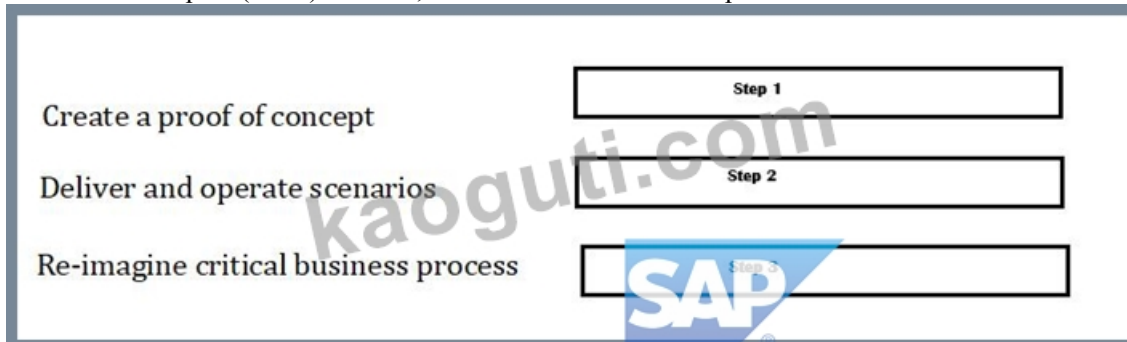 Create a proof of concept
Step 1
Deliver and operate scenarios
Step 2
Re-imagine critical business process
Step 3
kaoguti.com
SAP
®